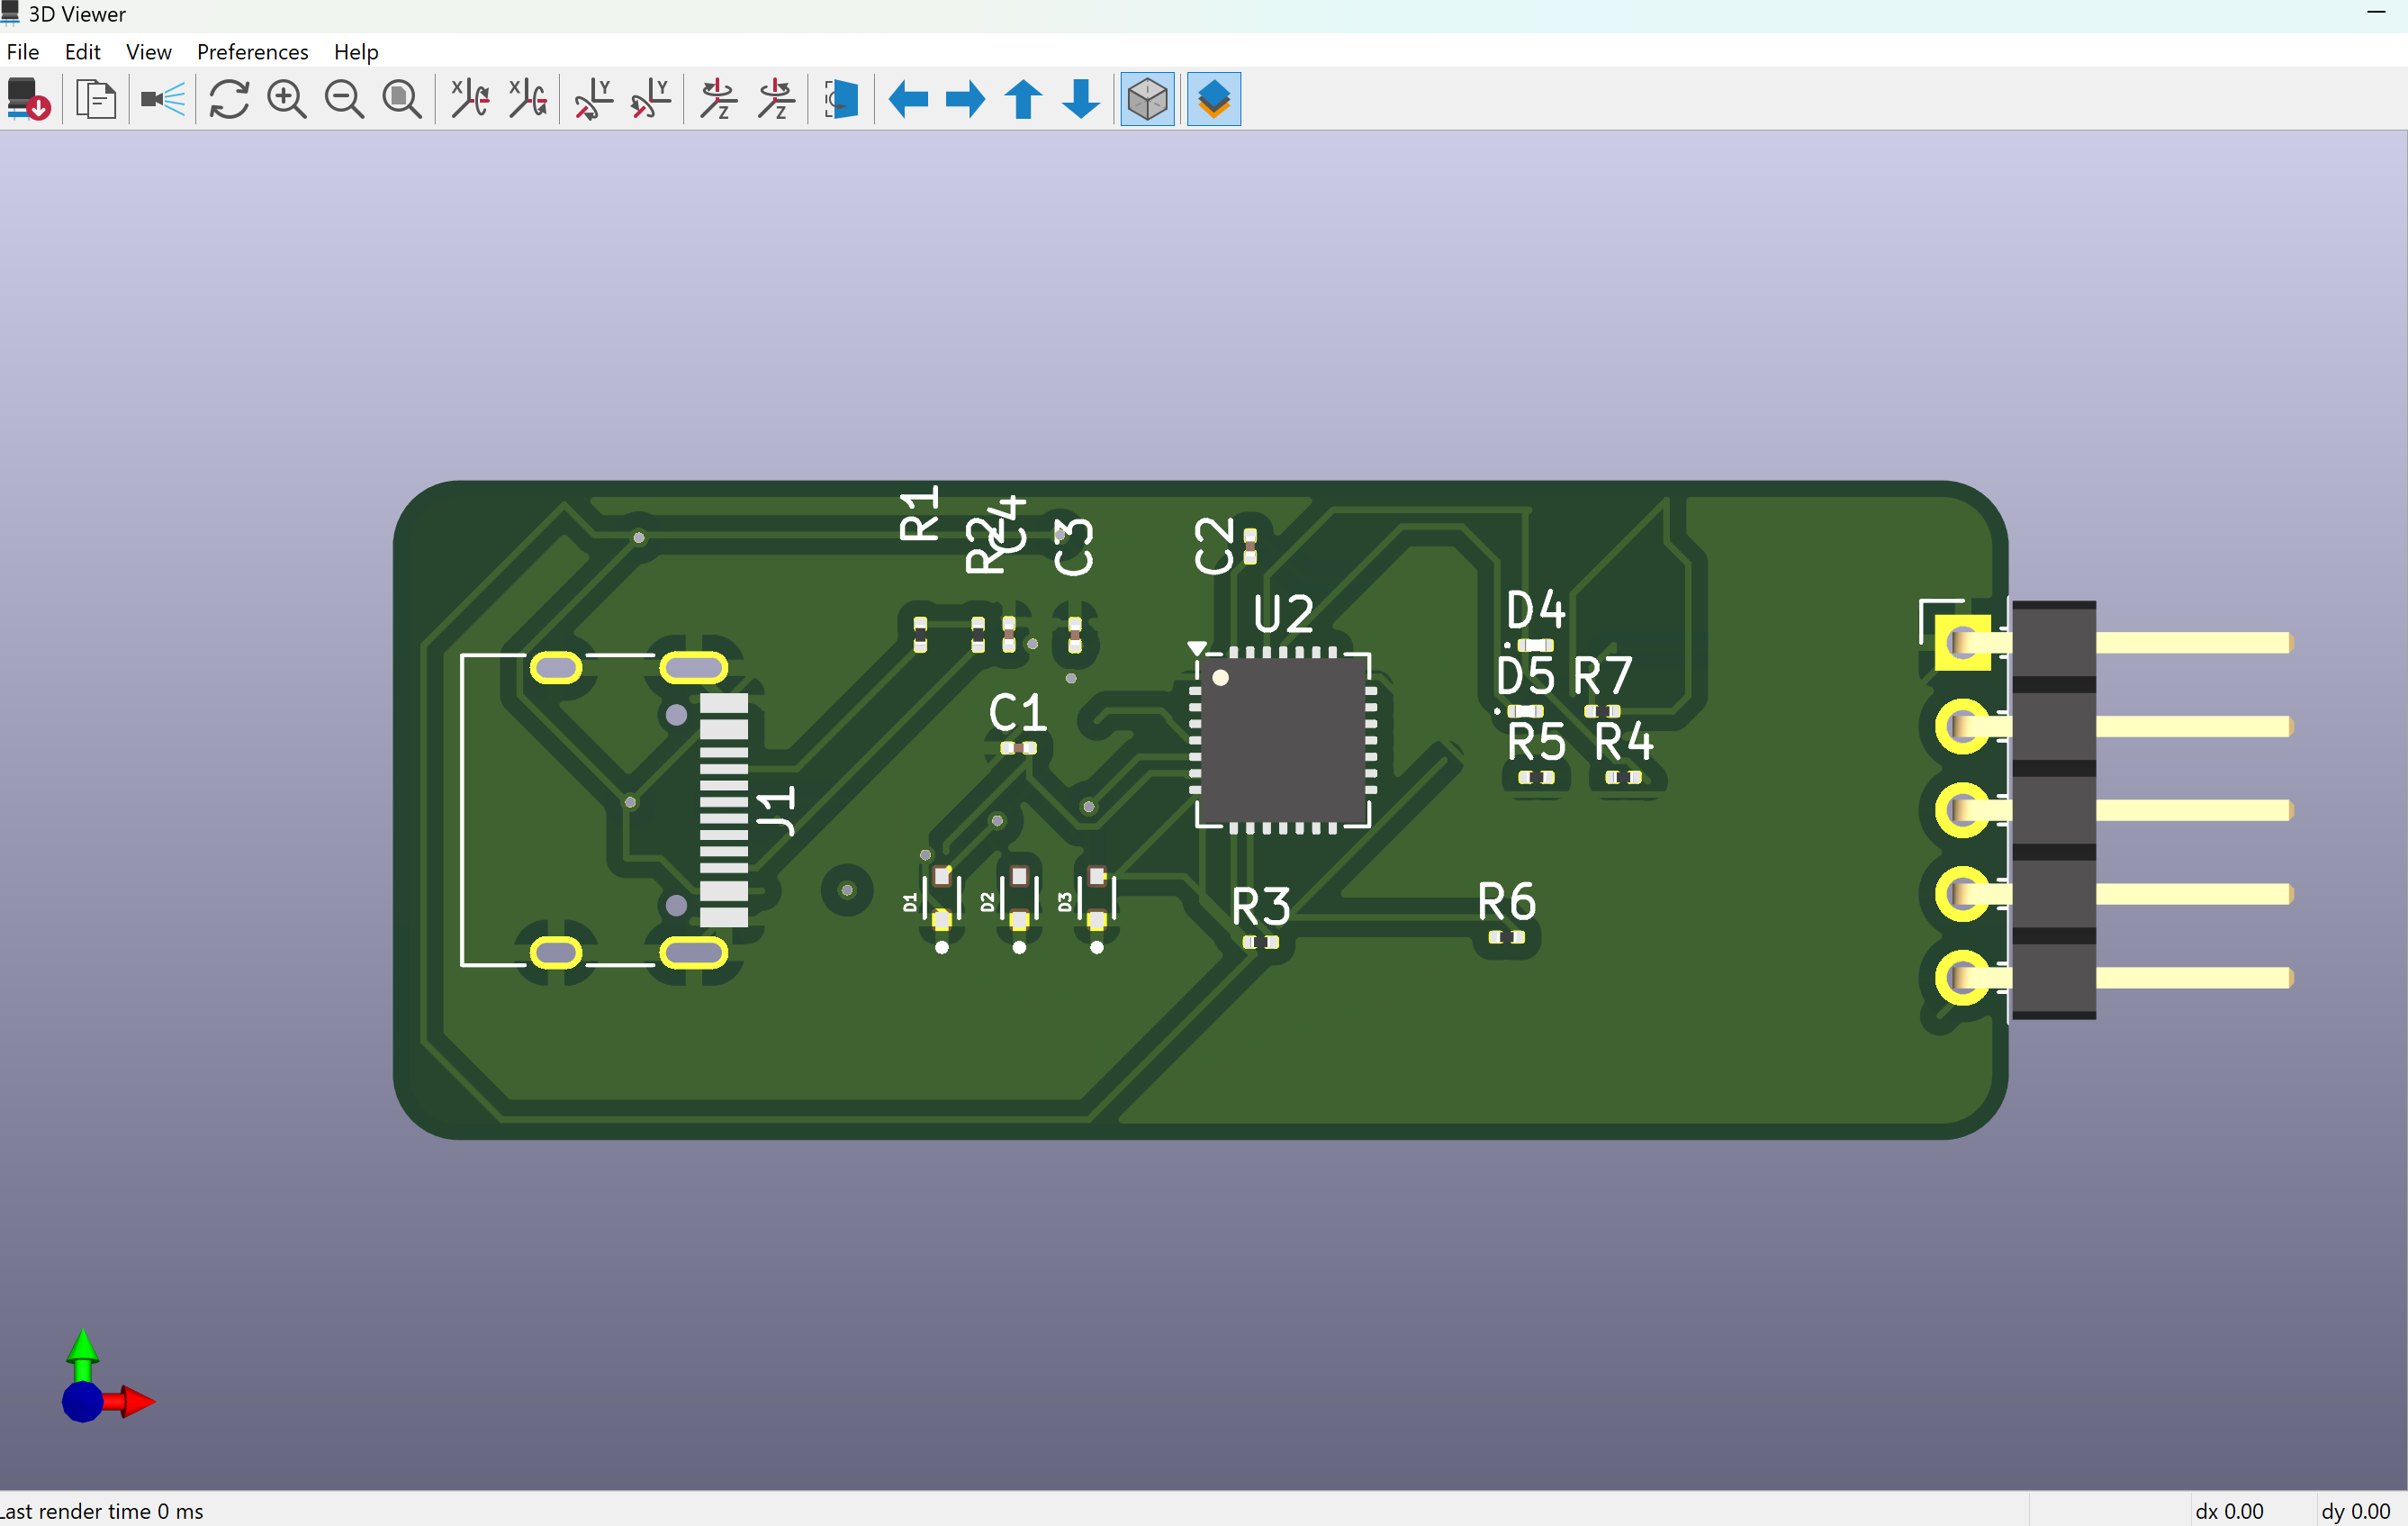 3D Viewer
File Edit View Preferences Help
X X Y Y Z Z
R1
R2
C4
C3
C2
U2
D4
D5 R7
C1
R5 R4
J1
D1
D2
D3
R3
R6
Last render time 0 ms
dx 0.00
dy 0.00